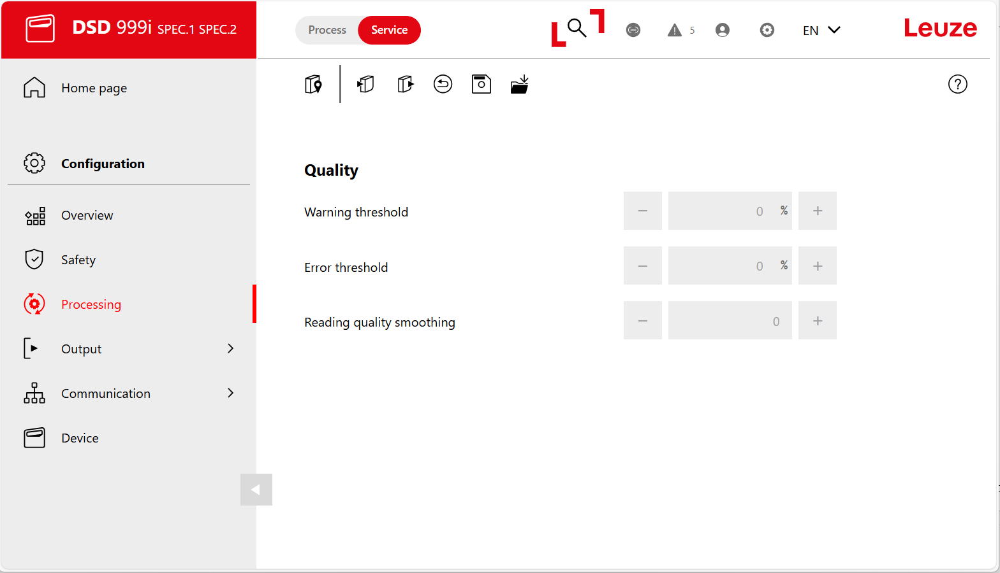 DSD 999i SPEC.1 SPEC.2
Process
Service
5
EN
Leuze
Home page
Configuration
Overview
Safety
Processing
Output
Communication
Device
?
Quality
Warning threshold
− 0 % +
Error threshold
− 0 % +
Reading quality smoothing
− 0 +